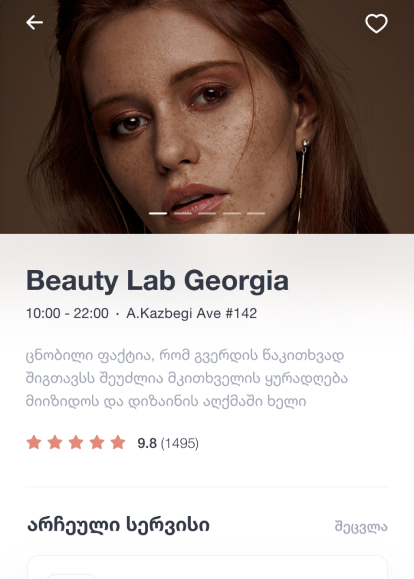 Beauty Lab Georgia
10:00 - 22:00 · A.Kazbegi Ave #142
ცნობილი ფაქტია, რომ გვერდის წაკითხვად
შიგთავსს შეუძლია მკითხველის ყურადღება
მიიზიდოს და დიზაინის აღქმაში ხელი
9.8 (1495)
არჩეული სერვისი
შეცვლა